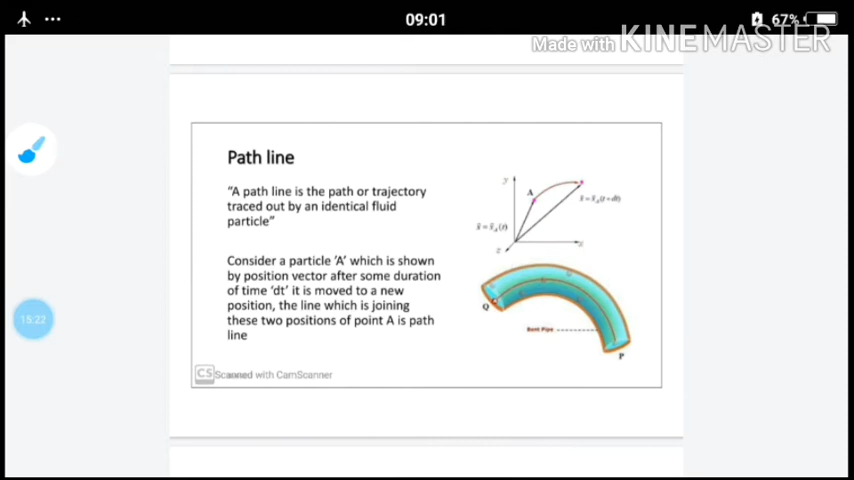 09:01
67%
Made with KINEMASTER
Path line
"A path line is the path or trajectory
traced out by an identical fluid
particle"
y
A
x̄=x̄A(t+dt)
x̄=x̄A(t)
x
z
Consider a particle 'A' which is shown
by position vector after some duration
of time 'dt' it is moved to a new
position, the line which is joining
these two positions of point A is path
line
Q
Bent Pipe
P
15:22
CS Scanned with CamScanner